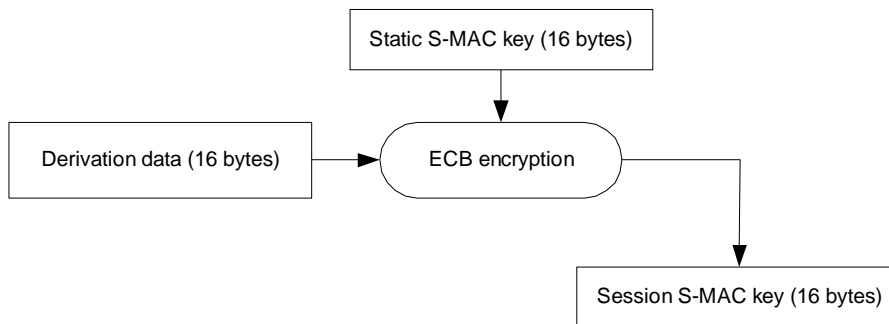 Static S-MAC key (16 bytes)
Derivation data (16 bytes)
ECB encryption
Session S-MAC key (16 bytes)